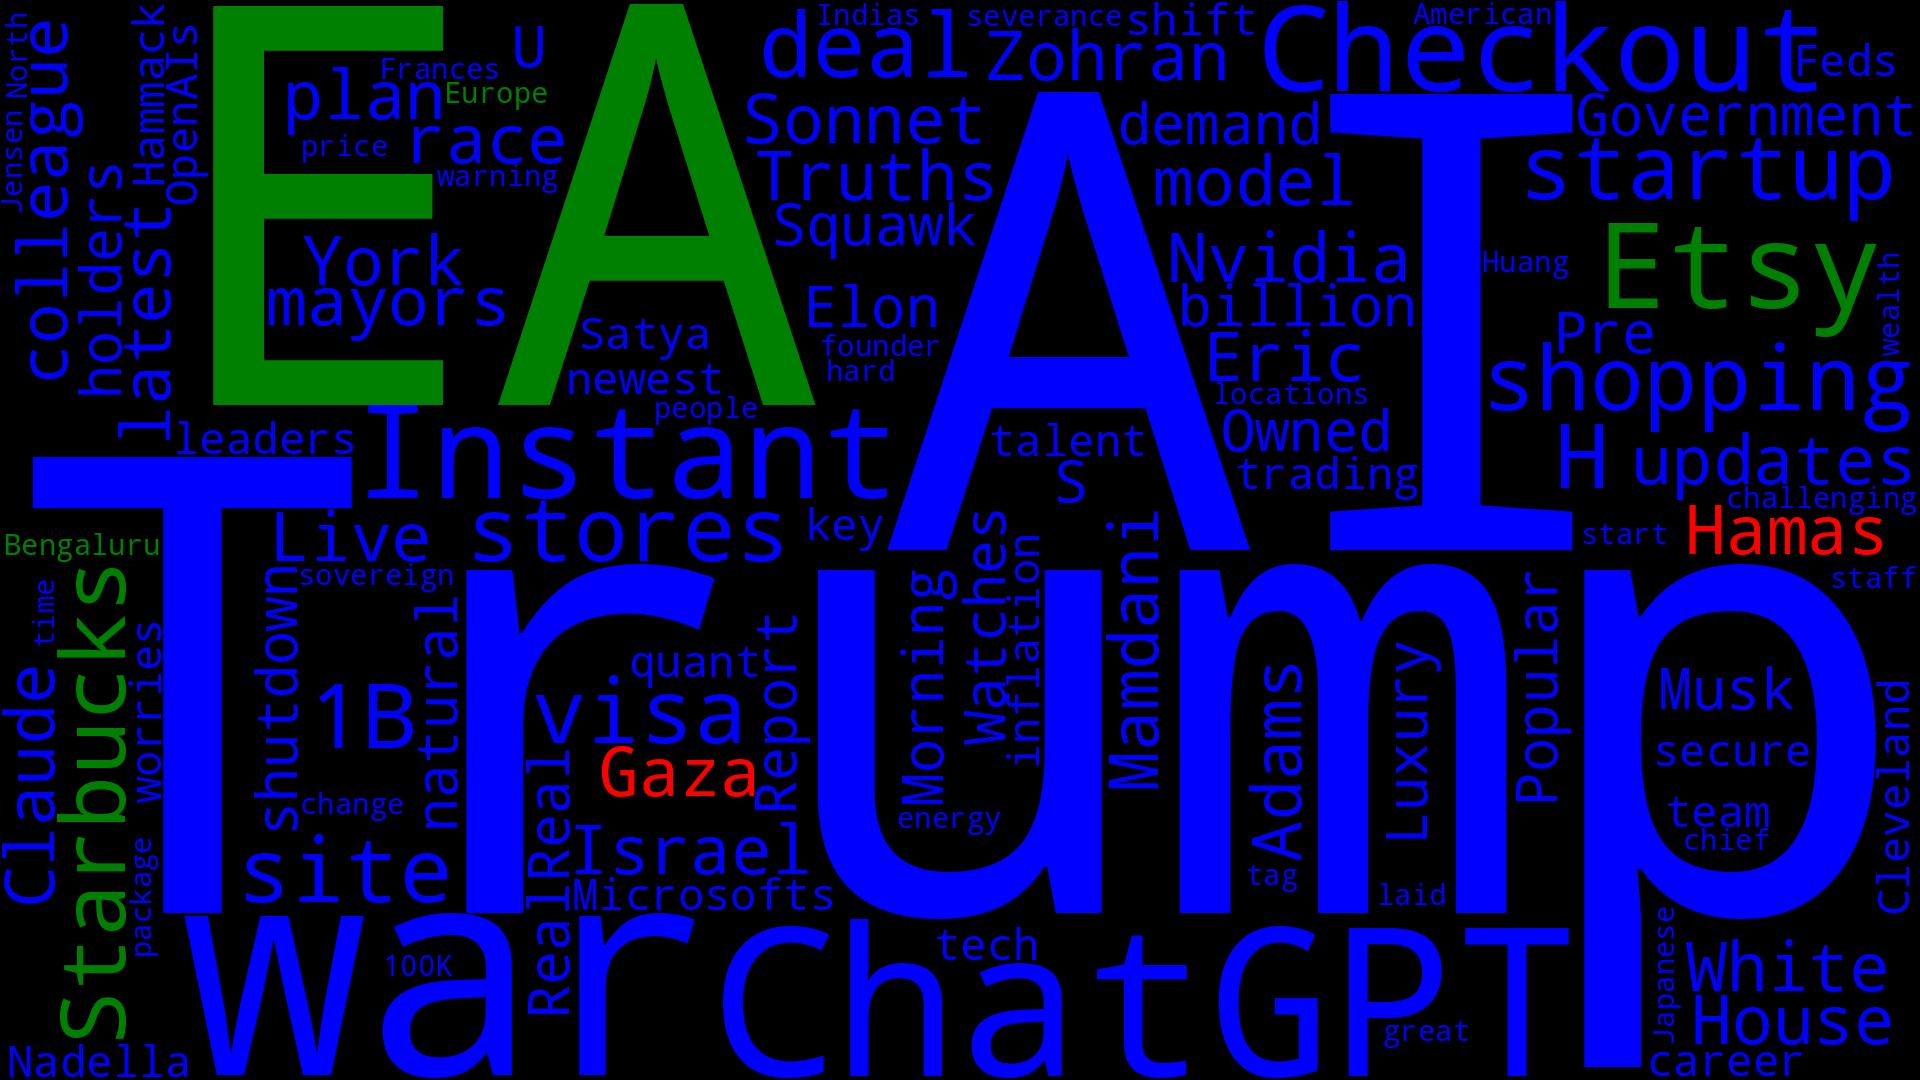 EA
AI
Trump
war
ChatGPT
Checkout
Instant
Etsy
Starbucks
shopping
stores
deal
startup
plan
race
U
Frances
Europe
price
warning
York
mayors
Indias
severance
shift
American
Zohran
Feds
Sonnet
demand
Government
Truths
model
Squawk
Nvidia
Huang
Elon
billion
Pre
wealth
Satya
founder
Eric
newest
hard
locations
people
Owned
leaders
talent
trading
H
updates
S
challenging
Hamas
key
start
Live
staff
North
Jensen
colleague
Hammack
OpenAIs
holders
latest
Bengaluru
time
Claude
worries
package
shutdown
sovereign
natural
1B
visa
quant
Report
Gaza
change
site
RealReal
Israel
Microsofts
Morning
Watches
inflation
Mamdani
energy
Adams
tag
Luxury
laid
Popular
Musk
secure
team
chief
Cleveland
100K
tech
great
Japanese
White
House
career
Nadella